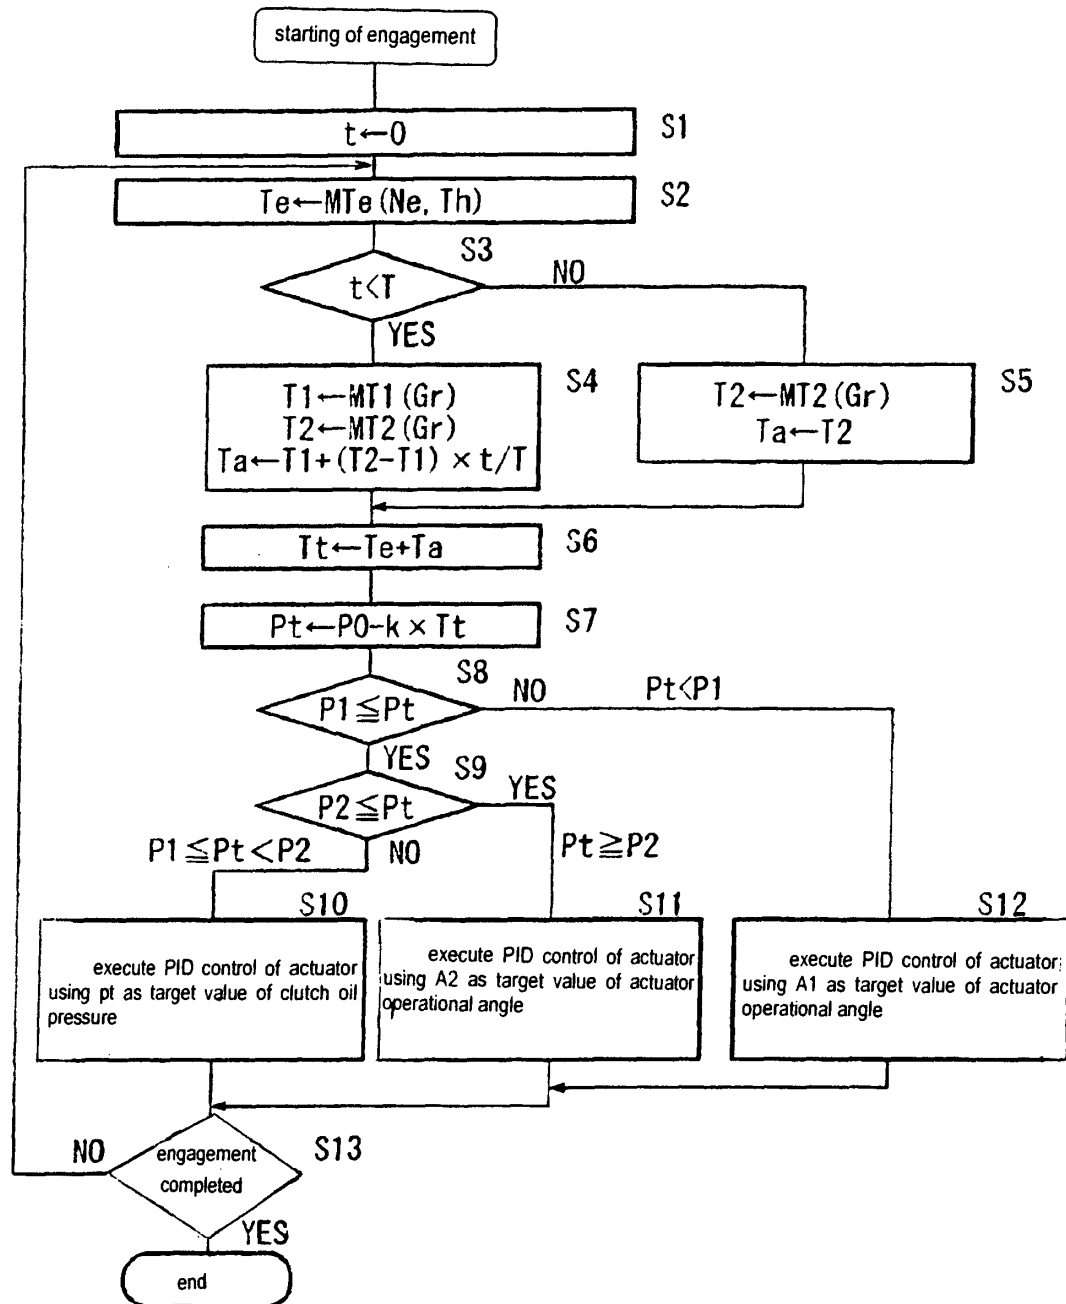 starting of engagement
t←0 S1
Te←MTe(Ne, Th) S2
S3
t<T NO
YES
T1←MT1(Gr)
T2←MT2(Gr)
Ta←T1+(T2-T1)×t/T
S4
T2←MT2(Gr)
Ta←T2
S5
Tt←Te+Ta S6
Pt←P0-k×Tt S7
S8
P1≦Pt NO Pt<P1
YES
S9
P2≦Pt YES
P1≦Pt<P2 NO Pt≧P2
S10
execute PID control of actuator
using pt as target value of clutch oil
pressure
S11
execute PID control of actuator
using A2 as target value of actuator
operational angle
S12
execute PID control of actuator
using A1 as target value of actuator
operational angle
NO
engagement
completed
S13
YES
end